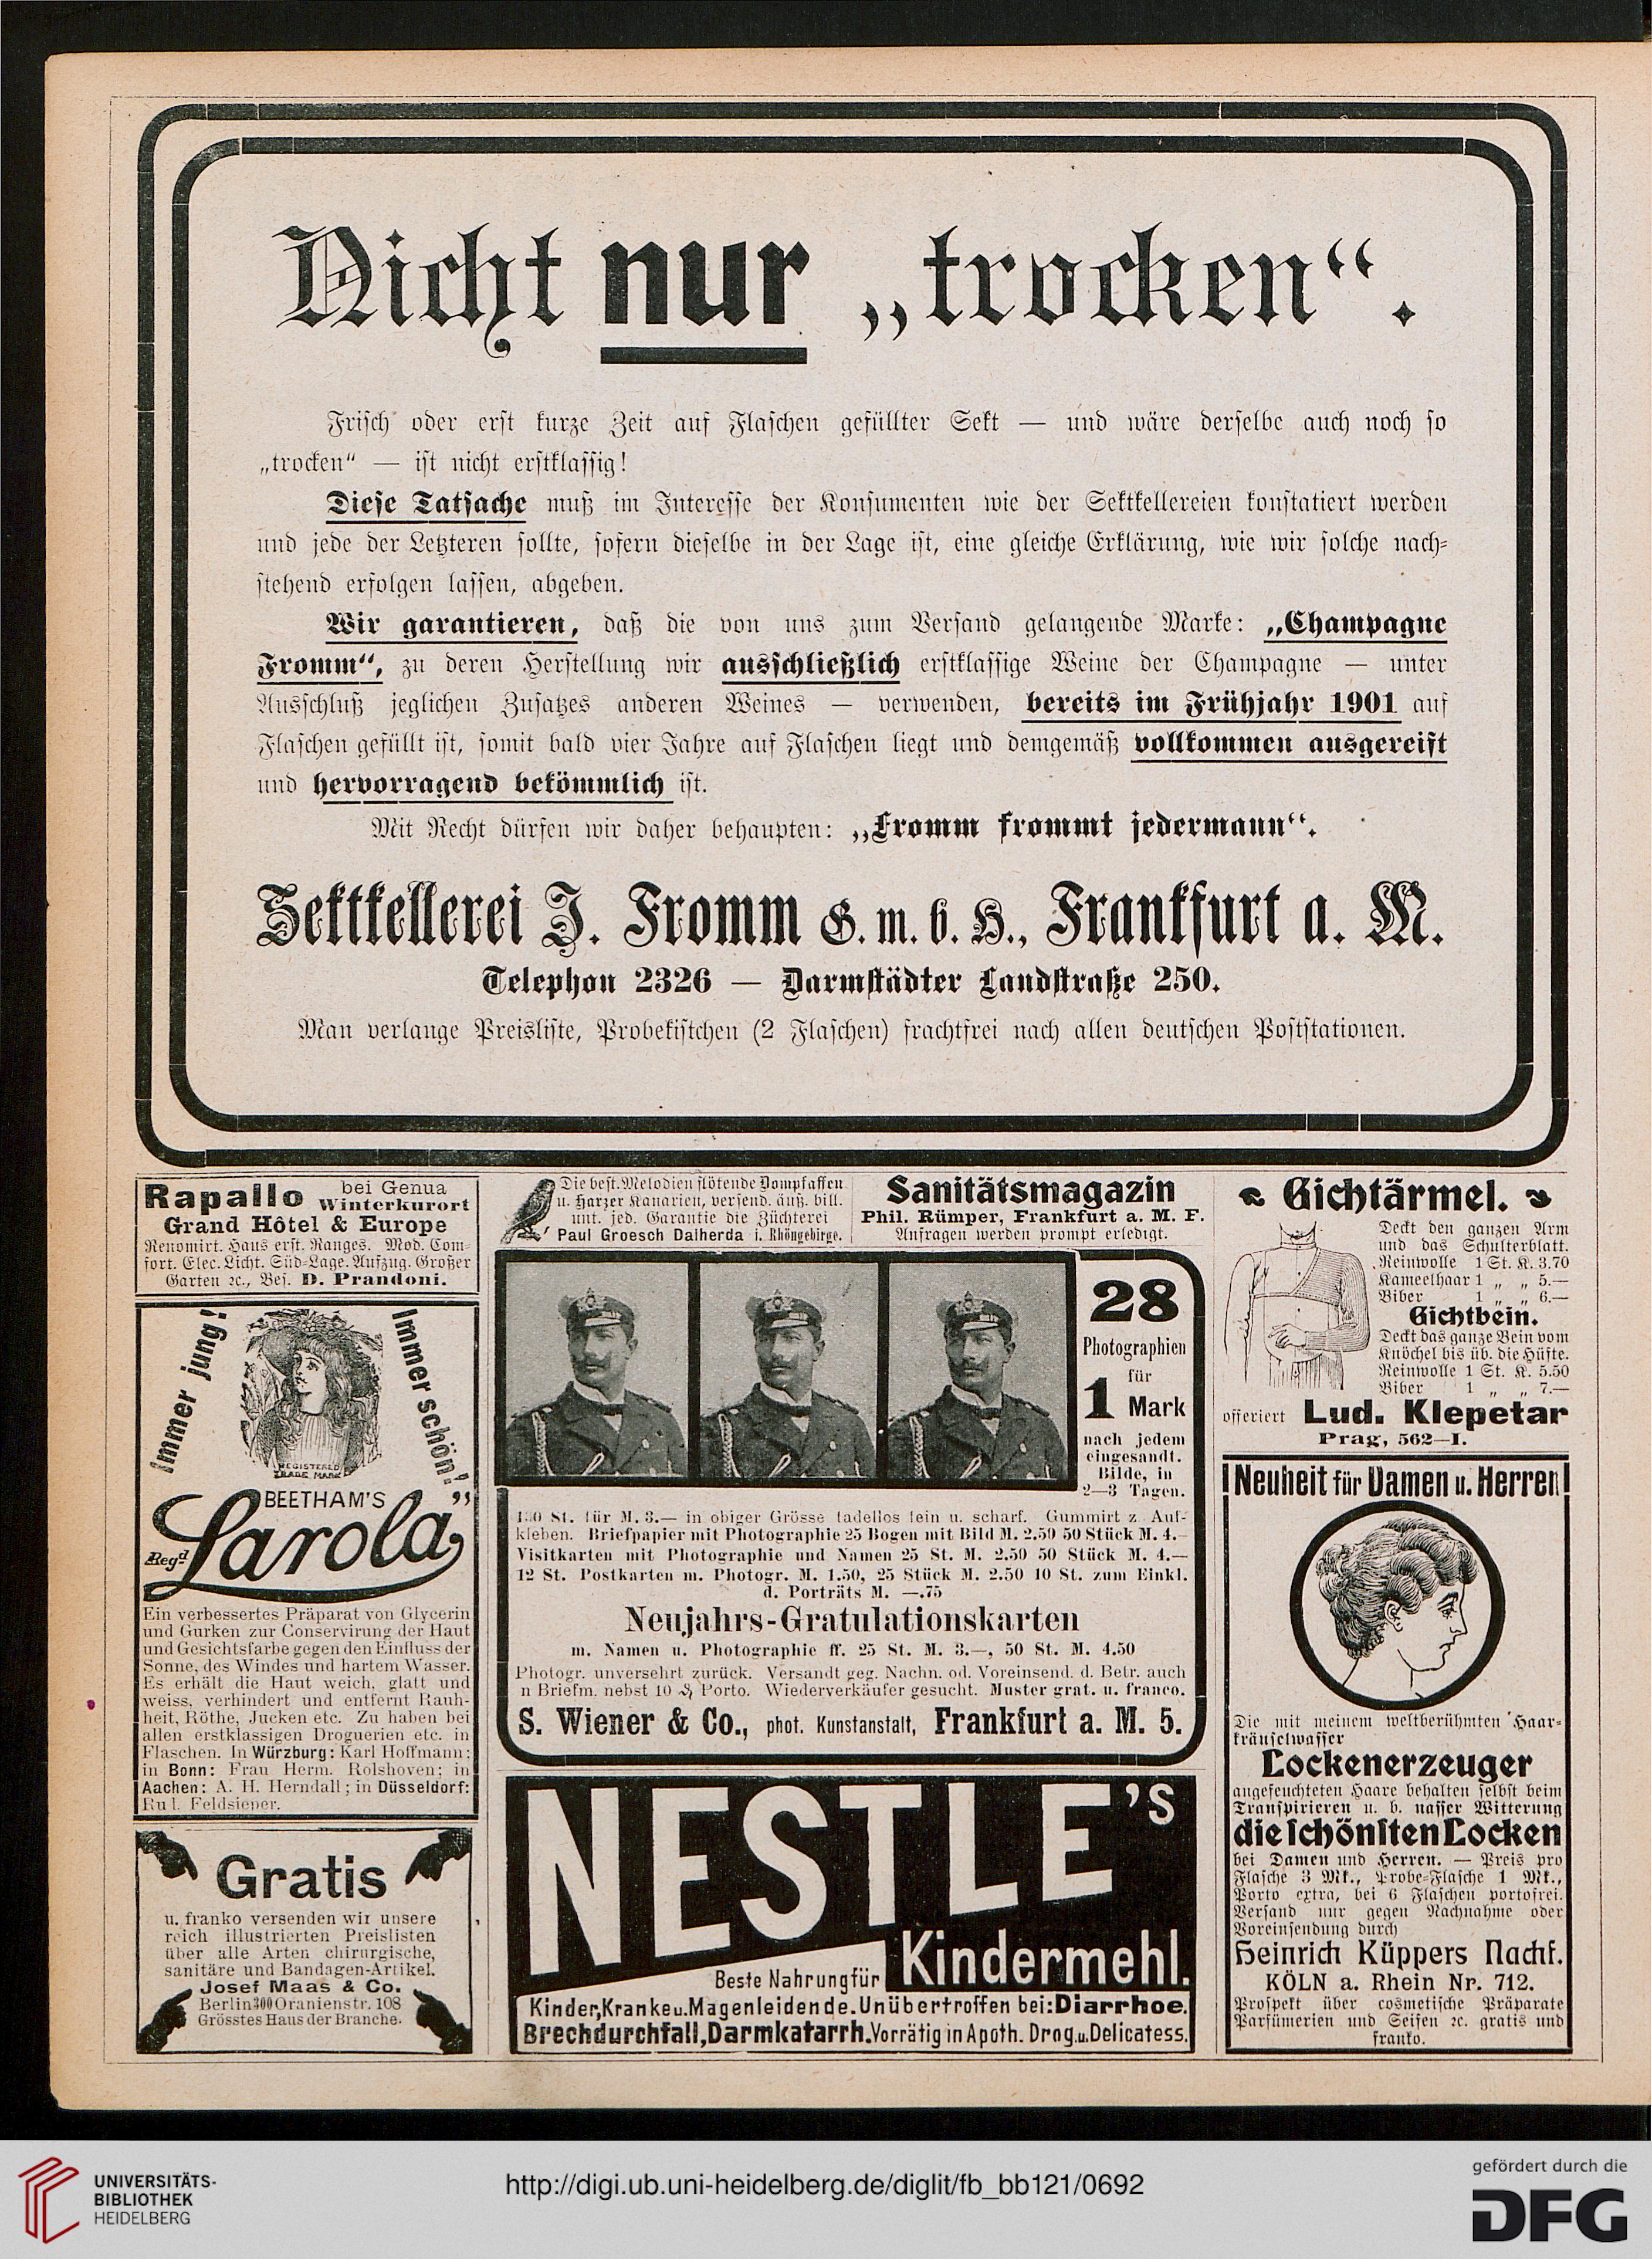 Nicht nur „trocken“.
Frisch oder erst kurze Zeit auf Flaschen gefüllter Sekt — und wäre derselbe auch noch so
„trocken“ — ist nicht erstklassig!
Diese Tatsache muß im Interesse der Konsumenten wie der Sektkellereien konstatiert werden
und jede der Letzteren sollte, sofern dieselbe in der Lage ist, eine gleiche Erklärung, wie wir solche nach-
stehend erfolgen lassen, abgeben.
Wir garantieren, daß die von uns zum Versand gelangende Marke: „Champagne
Fromm“, zu deren Herstellung wir ausschließlich erstklassige Weine der Champagne — unter
Ausschluß jeglichen Zusatzes anderen Weines — verwenden, bereits im Frühjahr 1901 auf
Flaschen gefüllt ist, somit bald vier Jahre auf Flaschen liegt und demgemäß vollkommen ausgereift
und hervorragend bekömmlich ist.
Mit Recht dürfen wir daher behaupten: „Fromm frommt jedermann“.
Sektkellerei J. Fromm G. m. b. H., Frankfurt a. M.
Telephon 2326 — Darmstädter Landstraße 250.
Man verlange Preisliste, Probekistchen (2 Flaschen) frachtfrei nach allen deutschen Poststationen.
Rapallo bei Genua
Winterkurort
Grand Hôtel & Europe
Renomirt. Haus erst. Ranges. Mod. Com-
fort. Elec. Licht. Süd-Lage. Aufzug. Großer
Garten ꝛc., Bes. D. Prandoni.
Immer jung!
Immer schön!
REGISTERED
TRADE MARK
BEETHAM'S
Regd Larola
Ein verbessertes Präparat von Glycerin
und Gurken zur Conservirung der Haut
und Gesichtsfarbe gegen den Einfluss der
Sonne, des Windes und hartem Wasser.
Es erhält die Haut weich, glatt und
weiss, verhindert und entfernt Rauh-
heit, Röthe, Jucken etc. Zu haben bei
allen erstklassigen Droguerien etc. in
Flaschen. In Würzburg: Karl Hoffmann;
in Bonn: Frau Herm. Rolshoven; in
Aachen: A. H. Herndall; in Düsseldorf:
Feldsieper.
Gratis
u. franko versenden wir unsere
reich illustrierten Preislisten
über alle Arten chirurgische,
sanitäre und Bandagen-Artikel.
Josef Maas & Co.
Berlin 300 Oranienstr. 108
Grösstes Haus der Branche.
Die best. Melodien flötende Dompfaffen
u. Harzer Kanarien, versend. äuß. bill.
unt. jed. Garantie die Züchterei
Paul Groesch Dalherda i. Rhöngebirge.
Sanitätsmagazin
Phil. Rümper, Frankfurt a. M. F.
Anfragen werden prompt erledigt.
28
Photographien
für
1 Mark
nach jedem
eingesandt.
Bilde, in
2—3 Tagen.
St. für M. 3.— in obiger Grösse tadellos fein u. scharf. Gummirt z. Auf-
kleben. Briefpapier mit Photographie 25 Bogen mit Bild M. 2.50 50 Stück M. 4.—
Visitkarten mit Photographie und Namen 25 St. M. 2.50 50 Stück M. 4.—
12 St. Postkarten m. Photogr. M. 1.50, 25 Stück M. 2.50 10 St. zum Einkl.
d. Porträts M. —.75
Neujahrs-Gratulationskarten
m. Namen u. Photographie ff. 25 St. M. 3.—, 50 St. M. 4.50
Photogr. unversehrt zurück. Versandt geg. Nachn. od. Voreinsend. d. Betr. auch
n Briefm. nebst 10 ₰ Porto. Wiederverkäufer gesucht. Muster grat. u. franco.
S. Wiener & Co., phot. Kunstanstalt, Frankfurt a. M. 5.
NESTLE'S
Kindermehl.
Beste Nahrung für
Kinder, Kranke u. Magenleidende. Unübertroffen bei: Diarrhoe.
Brechdurchfall, Darmkatarrh. Vorrätig in Apoth. Drog. u. Delicatess.
Gichtärmel.
Deckt den ganzen Arm
und das Schulterblatt.
Reinwolle 1 St. K. 3.70
Kameelhaar 1 „ „ 5.—
Biber 1 „ „ 6.—
Gichtbein.
Deckt das ganze Bein vom
Knöchel bis üb. die Hüfte.
Reinwolle 1 St. K. 5.50
Biber 1 „ „ 7.—
offeriert Lud. Klepetar
Prag, 562—I.
Neuheit für Damen u. Herren!
Die mit meinem weltberühmten Haar-
kräuselwasser
Lockenerzeuger
angefeuchteten Haare behalten selbst beim
Transpirieren u. b. nasser Witterung
die schönsten Locken
bei Damen und Herren. — Preis pro
Flasche 3 Mk., Probe-Flasche 1 Mk.,
Porto extra, bei 6 Flaschen portofrei.
Versand nur gegen Nachnahme oder
Voreinsendung durch
Heinrich Küppers Nachf.
KÖLN a. Rhein Nr. 712.
Prospekt über cosmetische Präparate
Parfümerien und Seifen ꝛc. gratis und
franko.
UNIVERSITÄTS-
BIBLIOTHEK
HEIDELBERG
http://digi.ub.uni-heidelberg.de/diglit/fb_bb121/0692
gefördert durch die
DFG